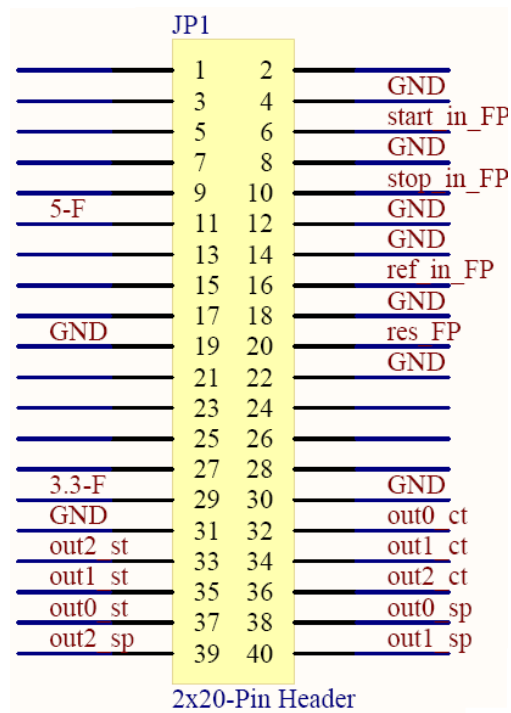 JP1
1 2
3 4 GND
5 6 start_in_FP
7 8 GND
9 10 stop_in_FP
5-F 11 12 GND
13 14 GND
15 16 ref_in_FP
17 18 GND
GND 19 20 res_FP
21 22 GND
23 24
25 26
27 28
3.3-F 29 30 GND
GND 31 32 out0_ct
out2_st 33 34 out1_ct
out1_st 35 36 out2_ct
out0_st 37 38 out0_sp
out2_sp 39 40 out1_sp
2x20-Pin Header